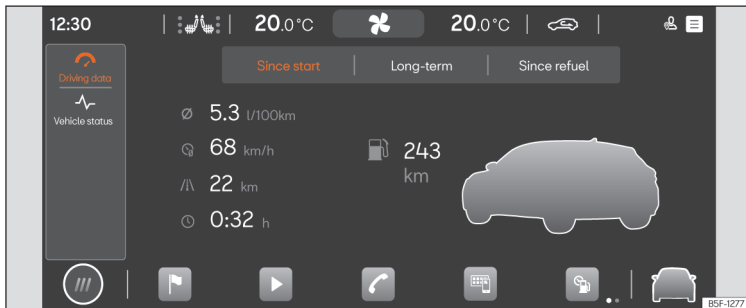 12:30
20.0°C
20.0°C
Driving data
Vehicle status
Since start
Long-term
Since refuel
Ø 5.3 l/100km
68 km/h
22 km
0:32 h
243
km
B5F-1277